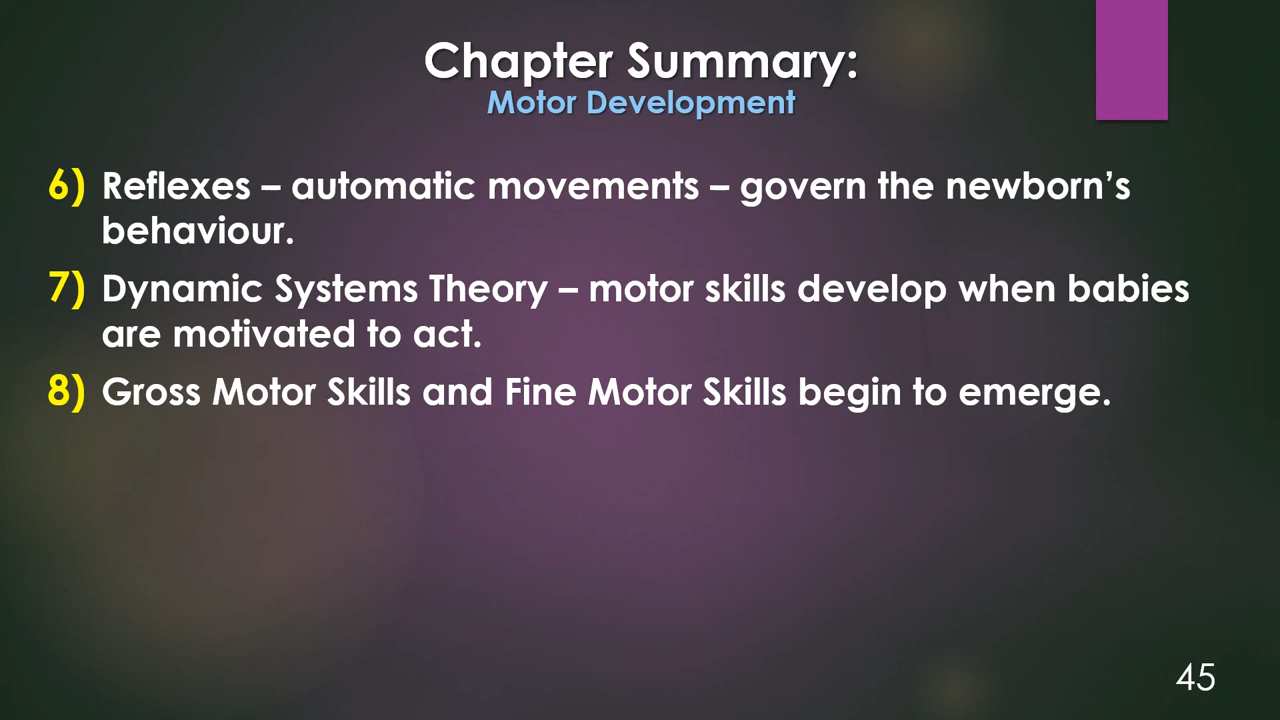 Chapter Summary:
Motor Development
6) Reflexes – automatic movements – govern the newborn’s
behaviour.
7) Dynamic Systems Theory – motor skills develop when babies
are motivated to act.
8) Gross Motor Skills and Fine Motor Skills begin to emerge.
45